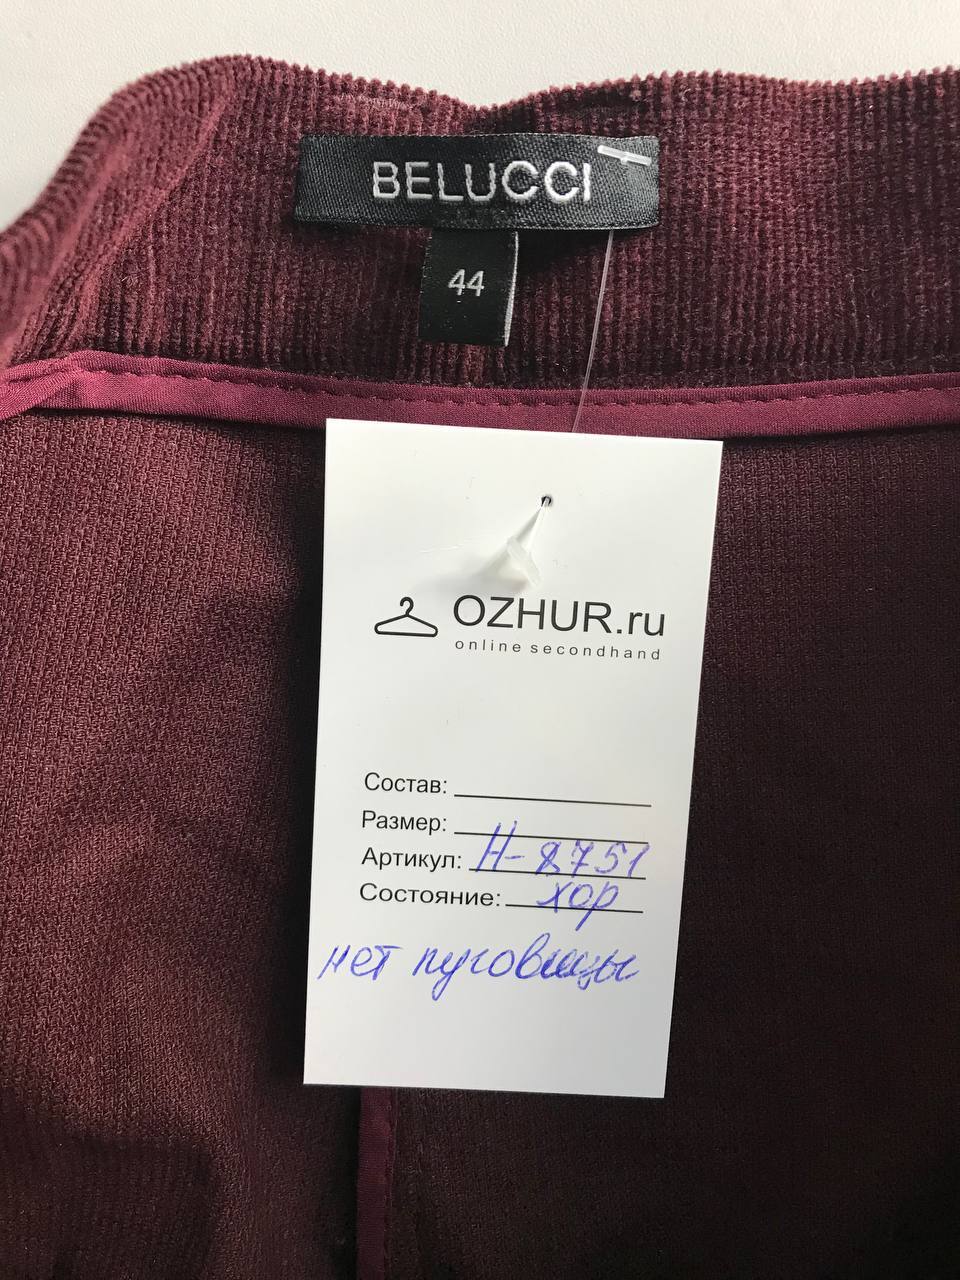 BELUCCI
44
OZHUR.ru
online secondhand
Состав:
Размер:
Артикул: Н-8751
Состояние: хор
нет пуговицы